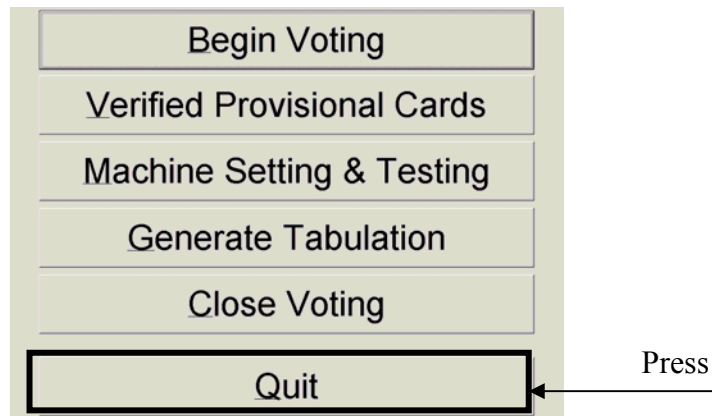 Begin Voting
Verified Provisional Cards
Machine Setting & Testing
Generate Tabulation
Close Voting
Quit
Press